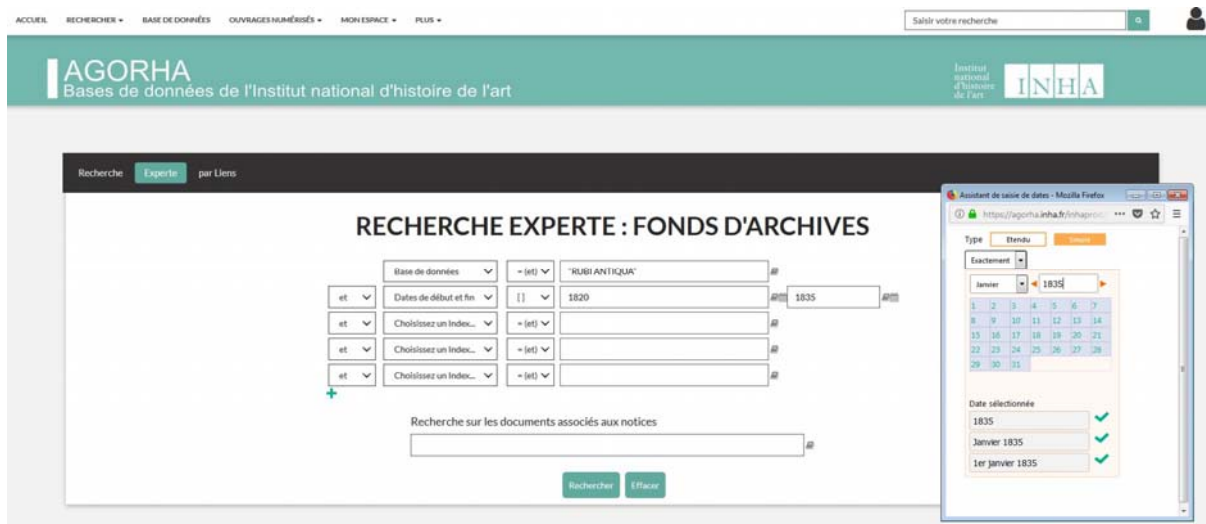 ACCUEIL RECHERCHER BASE DE DONNÉES OUVRAGES NUMÉRISÉS MON ESPACE PLUS Saisir votre recherche
AGORHA
Bases de données de l'Institut national d'histoire de l'art
Institut
national
d'histoire
de l'art
INHA
Recherche Experte par Liens
RECHERCHE EXPERTE : FONDS D'ARCHIVES
Base de données = (et) "RUBI ANTIQUA"
et Dates de début et fin [ ] 1820 1835
et Choisissez un Index... = (et)
et Choisissez un Index... = (et)
et Choisissez un Index... = (et)
+
Recherche sur les documents associés aux notices
Rechercher Effacer
Assistant de saisie de dates - Mozilla Firefox
https://agorha.inha.fr/inhaprod/ ...
Type Etendu Simple
Exactement
Janvier 1835
1 2 3 4 5 6 7
8 9 10 11 12 13 14
15 16 17 18 19 20 21
22 23 24 25 26 27 28
29 30 31
Date sélectionnée
1835
Janvier 1835
1er janvier 1835